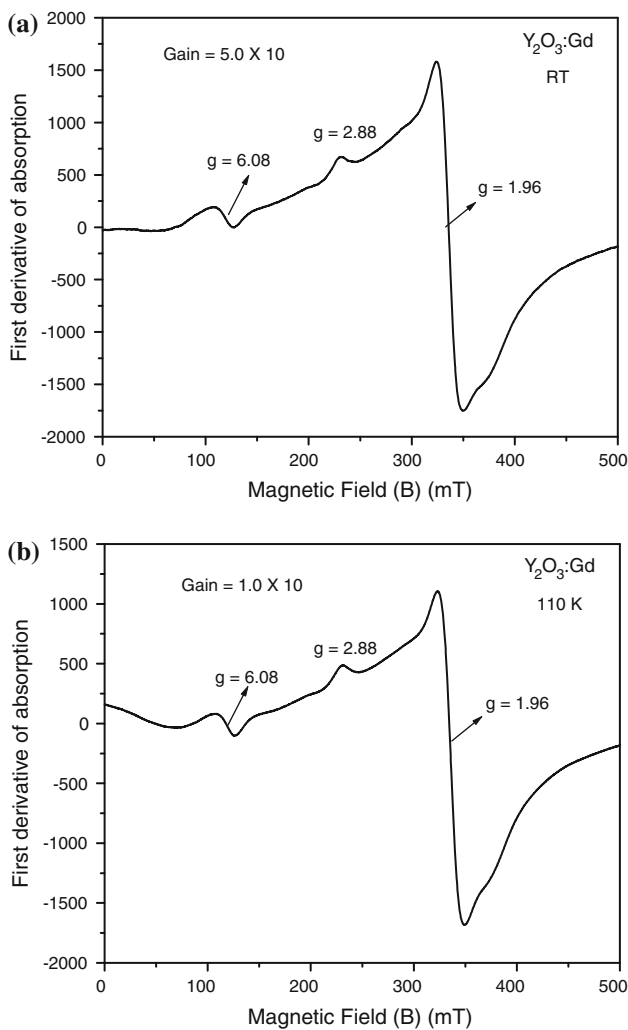 (a)
2000
1500
1000
500
0
-500
-1000
-1500
-2000
First derivative of absorption
Gain = 5.0 X 10
Y₂O₃:Gd
RT
g = 6.08
g = 2.88
g = 1.96
0 100 200 300 400 500
Magnetic Field (B) (mT)
(b)
1500
1000
500
0
-500
-1000
-1500
-2000
First derivative of absorption
Gain = 1.0 X 10
Y₂O₃:Gd
110 K
g = 6.08
g = 2.88
g = 1.96
0 100 200 300 400 500
Magnetic Field (B) (mT)